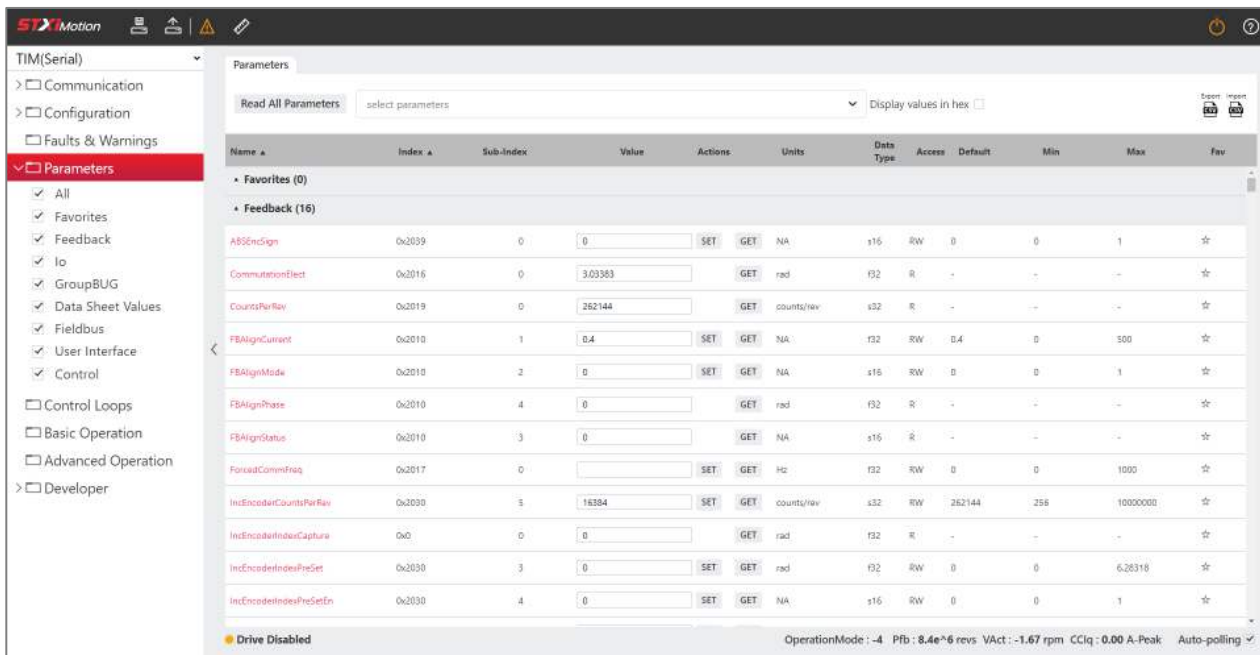 STXI Motion
TIM(Serial)
Communication
Configuration
Faults & Warnings
Parameters
All
Favorites
Feedback
Io
GroupBUG
Data Sheet Values
Fieldbus
User Interface
Control
Control Loops
Basic Operation
Advanced Operation
Developer
Parameters
Read All Parameters select parameters Display values in hex Export Import
CSV CSV
Name Index Sub-Index Value Actions Units Data Type Access Default Min Max Fav
Favorites (0)
Feedback (16)
ABSEncSign 0x2039 0 0 SET GET NA s16 RW 0 0 1
CommutationElect 0x2016 0 3.03383 GET rad f32 R - - -
CountsPerRev 0x2019 0 262144 GET counts/rev s32 R - - -
FBAlignCurrent 0x2010 1 0.4 SET GET NA f32 RW 0.4 0 500
FBAlignMode 0x2010 2 0 SET GET NA s16 RW 0 0 1
FBAlignPhase 0x2010 4 0 GET rad f32 R - - -
FBAlignStatus 0x2010 3 0 GET NA s16 R - - -
ForcedCommFreq 0x2017 0 SET GET Hz f32 RW 0 0 1000
IncEncoderCountsPerRev 0x2030 5 16384 SET GET counts/rev s32 RW 262144 256 10000000
IncEncoderIndexCapture 0x0 0 0 GET rad f32 R - - -
IncEncoderIndexPreSet 0x2030 3 0 SET GET rad f32 RW 0 0 6.28318
IncEncoderIndexPreSetEn 0x2030 4 0 SET GET NA s16 RW 0 0 1
Drive Disabled OperationMode : -4 Pfb : 8.4e^6 revs VAct : -1.67 rpm CCIq : 0.00 A-Peak Auto-polling